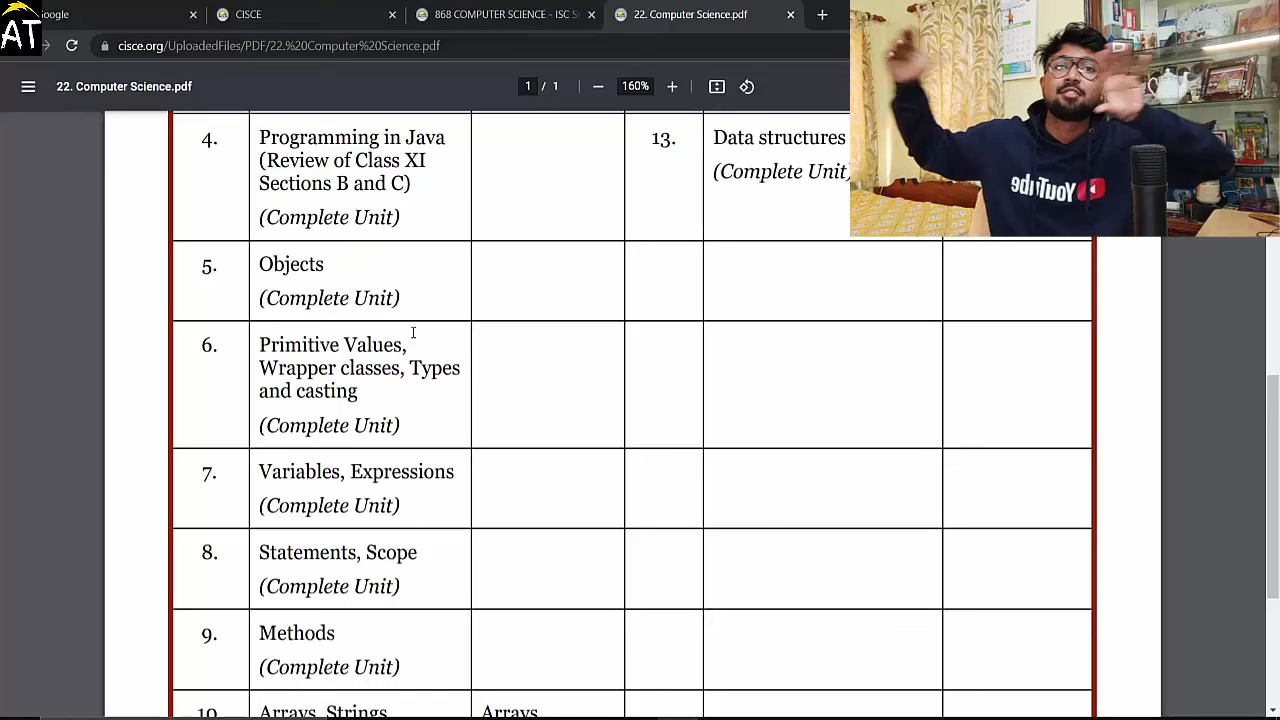 AT
oogle
CISCE
868 COMPUTER SCIENCE - ISC S
22. Computer Science.pdf
cisce.org/UploadedFiles/PDF/22.%20Computer%20Science.pdf
22. Computer Science.pdf
1 / 1
160%
4. Programming in Java
(Review of Class XI
Sections B and C)
(Complete Unit)
13. Data structures
(Complete Unit)
YouTube
5. Objects
(Complete Unit)
6. Primitive Values,
Wrapper classes, Types
and casting
(Complete Unit)
7. Variables, Expressions
(Complete Unit)
8. Statements, Scope
(Complete Unit)
9. Methods
(Complete Unit)
10. Arrays, Strings
Arrays